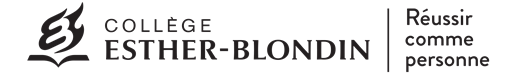 COLLÈGE
ESTHER-BLONDIN
Réussir
comme
personne